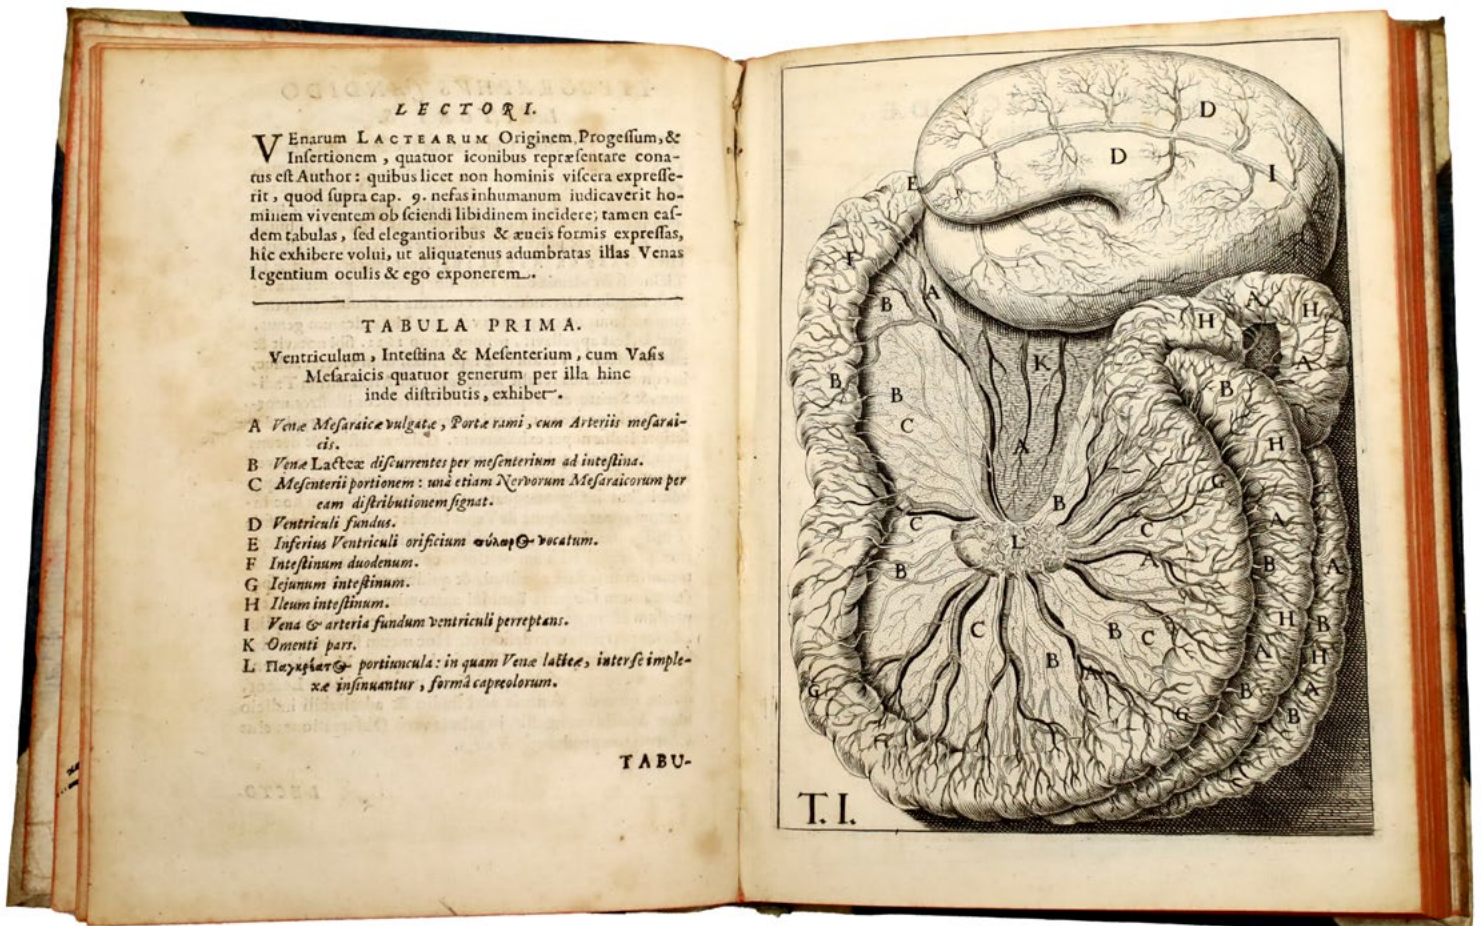 LECTORI.
VEnarum LACTEARUM Originem, Progeſſum, &
Inſertionem, quatuor iconibus repræſentare cona-
tus eſt Author: quibus licet non hominis viſcera expreſſe-
rit, quod ſupra cap. 9. nefas inhumanum iudicaverit ho-
minem viventem ob ſciendi libidinem incidere; tamen eaſ-
dem tabulas, ſed elegantioribus & æneis formis expreſſas,
hîc exhibere volui, ut aliquatenus adumbratas illas Venas
legentium oculis & ego exponerem.
TABULA PRIMA.
Ventriculum, Inteſtina & Meſenterium, cum Vaſis
Meſaraicis quatuor generum per illa hinc
inde diſtributis, exhibet.
A Venæ Meſaraicæ vulgatæ, Portæ rami, cum Arteriis meſarai-
cis.
B Venæ Lacteæ diſcurrentes per meſenterium ad inteſtina.
C Meſenterii portionem: unà etiam Nervorum Meſaraicorum per
eam diſtributionem ſignat.
D Ventriculi fundus.
E Inferius Ventriculi orificium πύλωρος vocatum.
F Inteſtinum duodenum.
G Iejunum inteſtinum.
H Ileum inteſtinum.
I Vena & arteria fundum ventriculi perreptans.
K Omenti pars.
L portiuncula: in quam Venæ lacteæ, inter ſe imple-
xæ inſinuantur, formâ capreolorum.
TABU-
D
D
I
E
F
B
A
H
A
H
K
A
B
B
B
C
H
A
G
B
C
C
A
L
A
B
B
A
C
B
C
H
B
B
A
A
H
G
B
A
G
B
T. I.